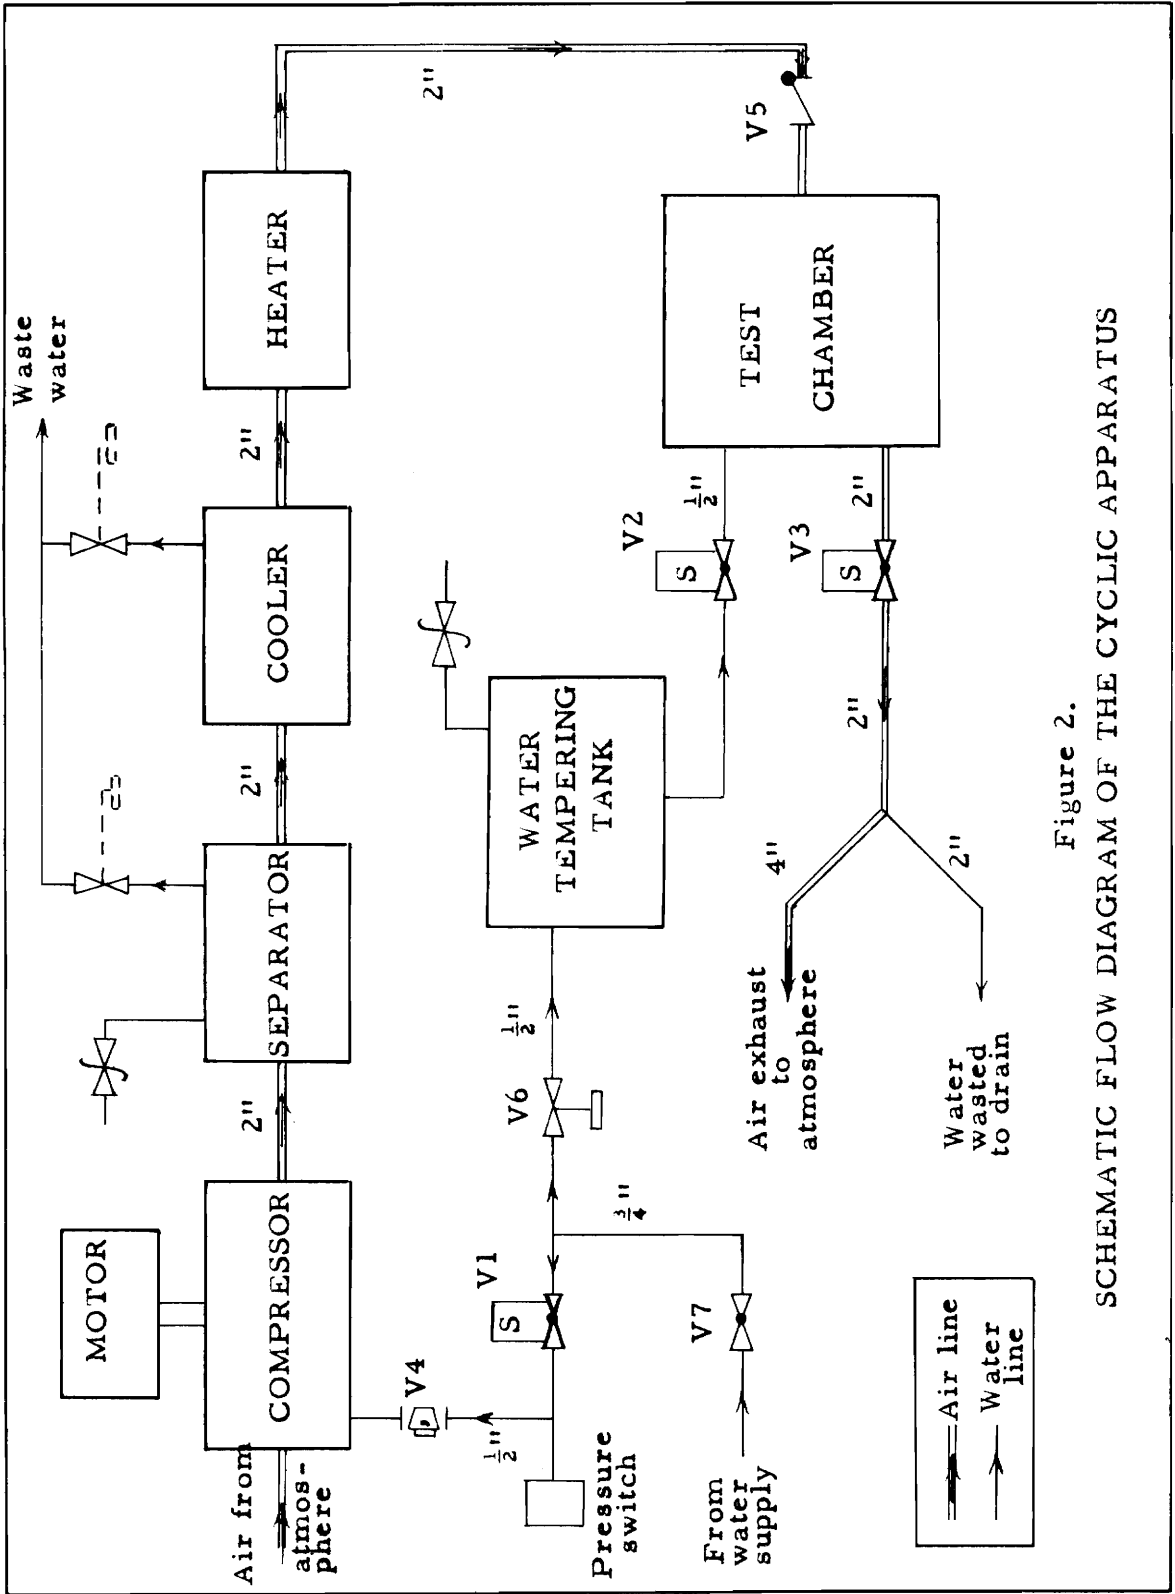 Waste
water
MOTOR
COMPRESSOR
2"
SEPARATOR
2"
COOLER
2"
HEATER
2"
Air from
atmos-
phere
V4
1/2"
Pressure
switch
S
V1
V6
1/2"
3/4"
V7
From
water
supply
WATER
TEMPERING
TANK
S
V2
1/2"
V5
TEST
CHAMBER
S
V3
2"
2"
4"
2"
Air exhaust
to
atmosphere
Water
wasted
to drain
Air line
Water
line
Figure 2.
SCHEMATIC FLOW DIAGRAM OF THE CYCLIC APPARATUS